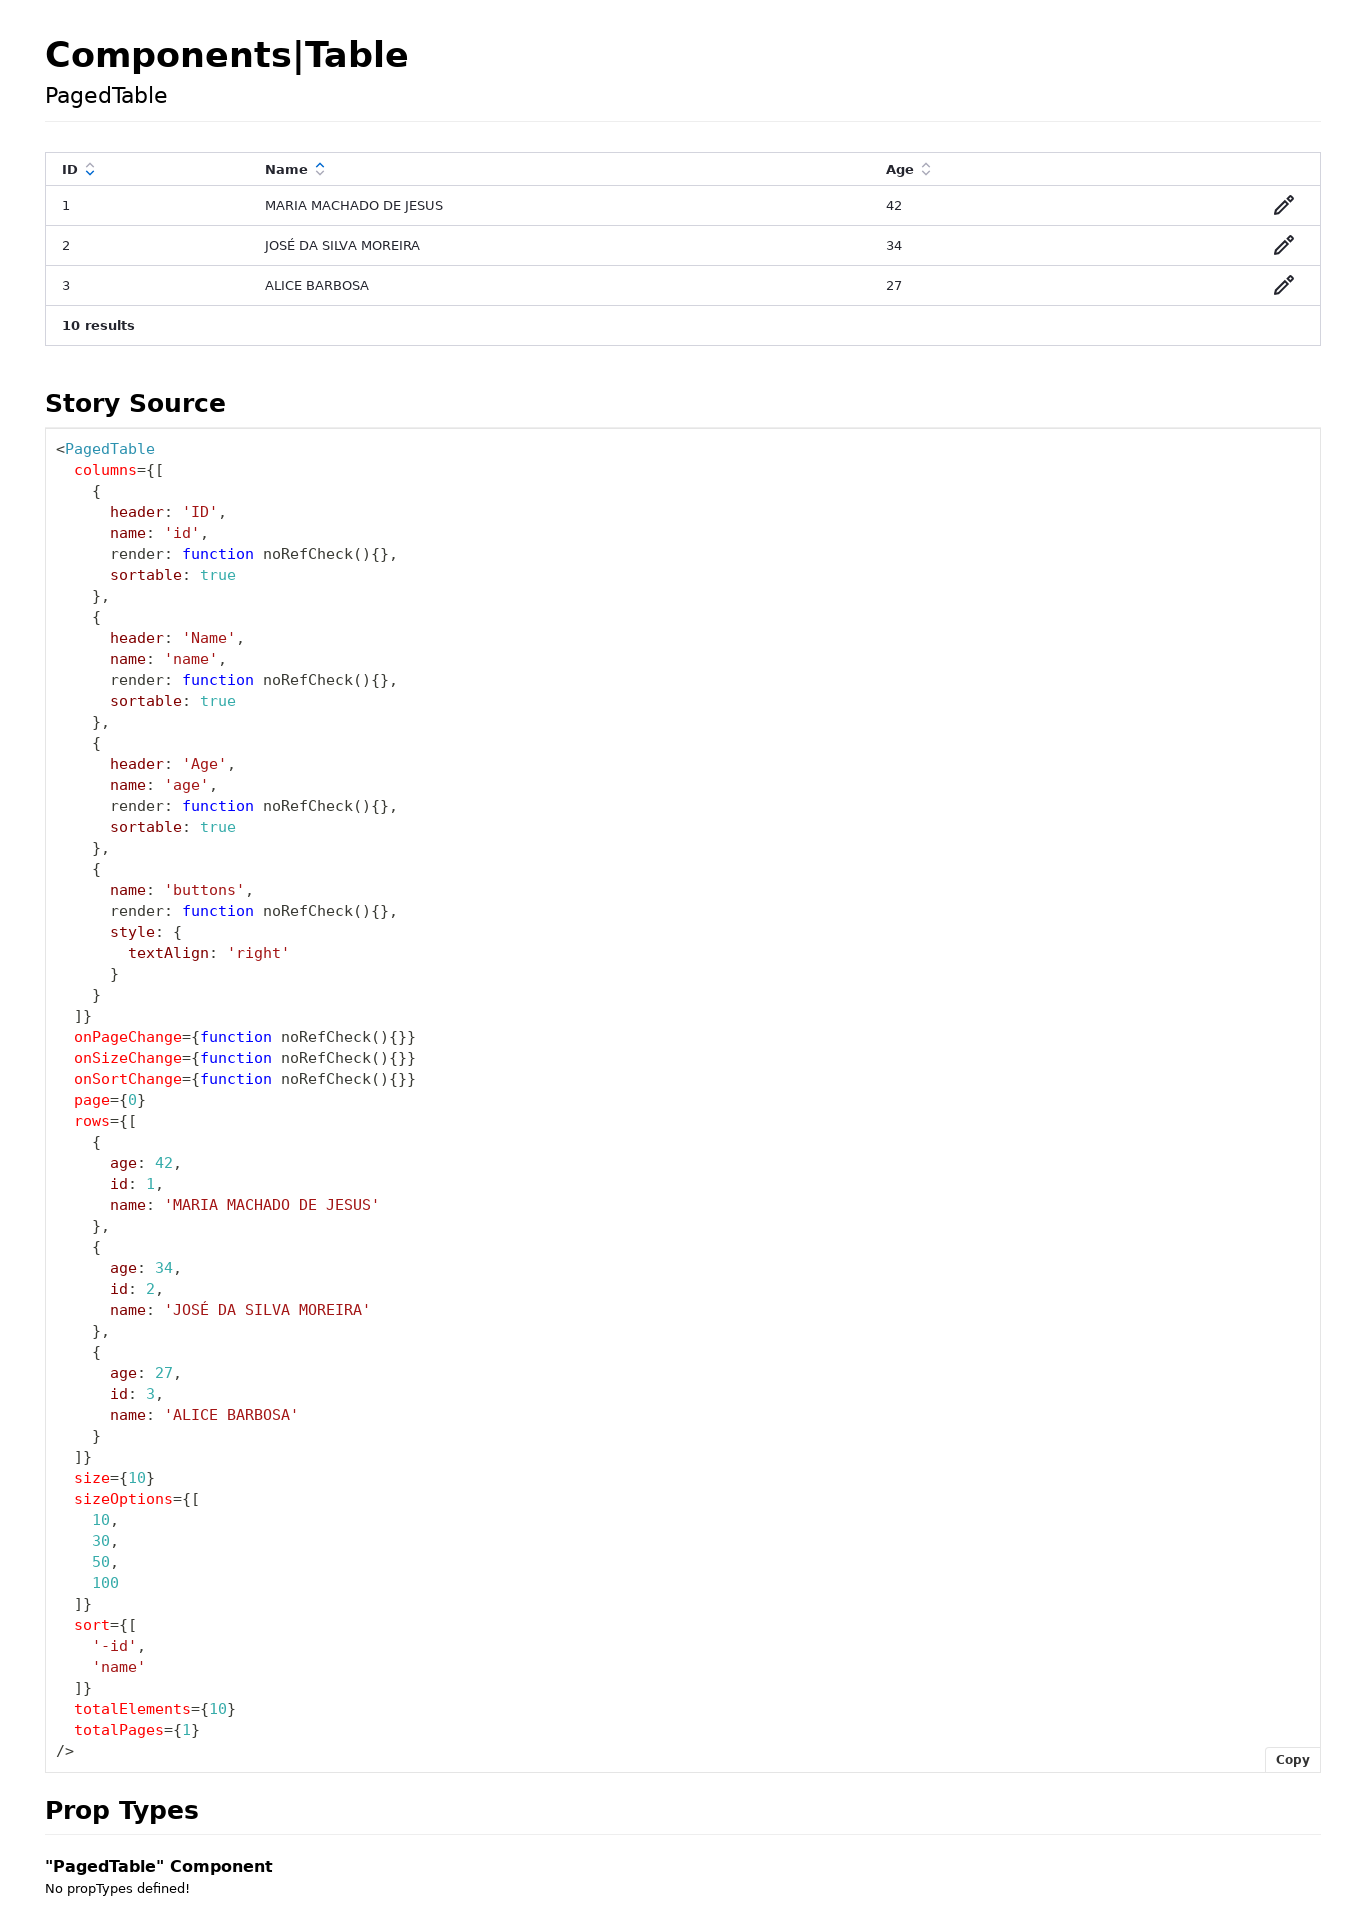 Components|Table
PagedTable
ID Name Age
1 MARIA MACHADO DE JESUS 42
2 JOSÉ DA SILVA MOREIRA 34
3 ALICE BARBOSA 27
10 results
Story Source
<PagedTable
  columns={[
    {
      header: 'ID',
      name: 'id',
      render: function noRefCheck(){},
      sortable: true
    },
    {
      header: 'Name',
      name: 'name',
      render: function noRefCheck(){},
      sortable: true
    },
    {
      header: 'Age',
      name: 'age',
      render: function noRefCheck(){},
      sortable: true
    },
    {
      name: 'buttons',
      render: function noRefCheck(){},
      style: {
        textAlign: 'right'
      }
    }
  ]}
  onPageChange={function noRefCheck(){}}
  onSizeChange={function noRefCheck(){}}
  onSortChange={function noRefCheck(){}}
  page={0}
  rows={[
    {
      age: 42,
      id: 1,
      name: 'MARIA MACHADO DE JESUS'
    },
    {
      age: 34,
      id: 2,
      name: 'JOSÉ DA SILVA MOREIRA'
    },
    {
      age: 27,
      id: 3,
      name: 'ALICE BARBOSA'
    }
  ]}
  size={10}
  sizeOptions={[
    10,
    30,
    50,
    100
  ]}
  sort={[
    '-id',
    'name'
  ]}
  totalElements={10}
  totalPages={1}
/>
Copy
Prop Types
"PagedTable" Component
No propTypes defined!